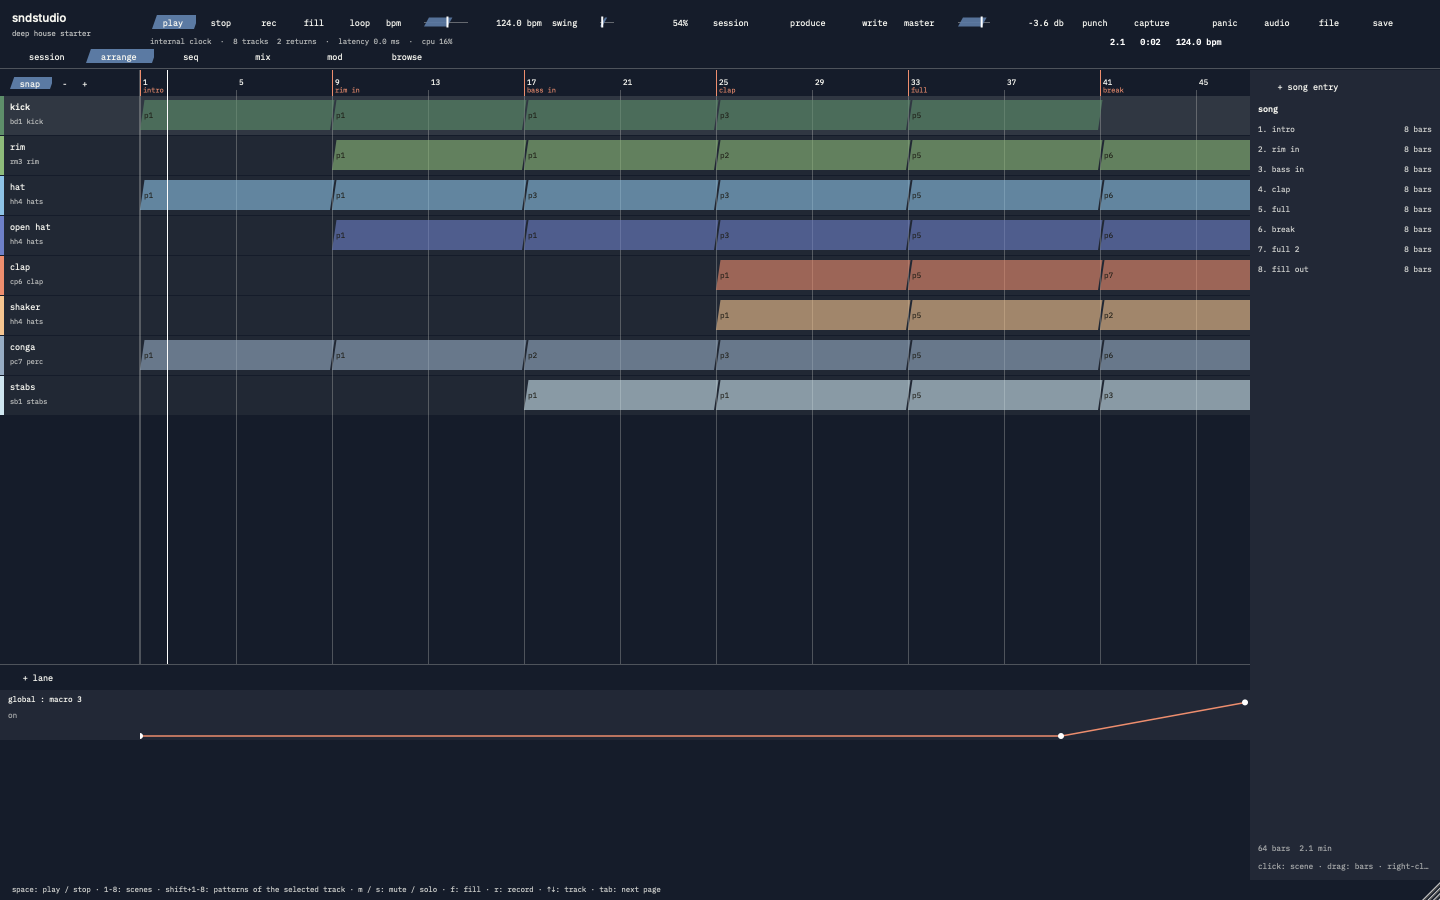 sndstudio
deep house starter
play stop rec fill loop bpm 124.0 bpm swing 54% session produce write master -3.6 db punch capture panic audio file save
internal clock · 8 tracks 2 returns · latency 0.0 ms · cpu 16%
2.1 0:02 124.0 bpm
session arrange seq mix mod browse
snap - +
1 5 9 13 17 21 25 29 33 37 41 45
intro rim in bass in clap full break
kick
bd1 kick
p1 p1 p1 p3 p5
rim
rm3 rim
p1 p1 p2 p5 p6
hat
hh4 hats
p1 p1 p3 p3 p5 p6
open hat
hh4 hats
p1 p1 p3 p5 p6
clap
cp6 clap
p1 p5 p7
shaker
hh4 hats
p1 p5 p2
conga
pc7 perc
p1 p1 p2 p3 p5 p6
stabs
sb1 stabs
p1 p1 p5 p3
+ lane
global : macro 3
on
+ song entry
song
1. intro 8 bars
2. rim in 8 bars
3. bass in 8 bars
4. clap 8 bars
5. full 8 bars
6. break 8 bars
7. full 2 8 bars
8. fill out 8 bars
64 bars 2.1 min
click: scene · drag: bars · right-cl…
space: play / stop · 1-8: scenes · shift+1-8: patterns of the selected track · m / s: mute / solo · f: fill · r: record · ↑↓: track · tab: next page